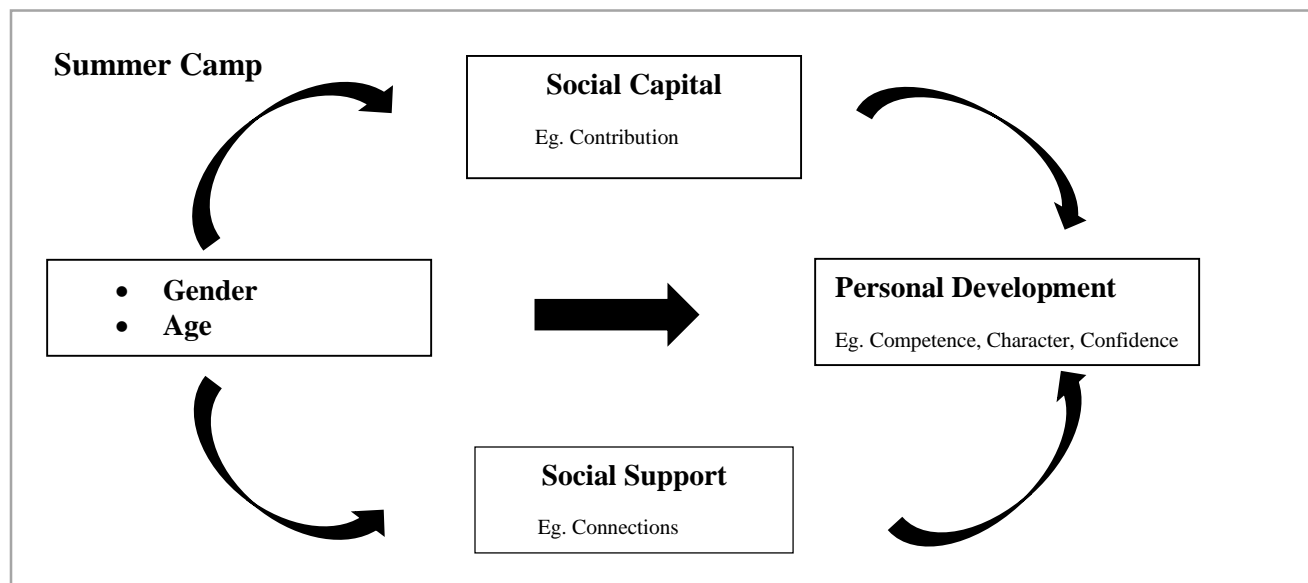 Summer Camp
Social Capital
Eg. Contribution
• Gender
• Age
Personal Development
Eg. Competence, Character, Confidence
Social Support
Eg. Connections